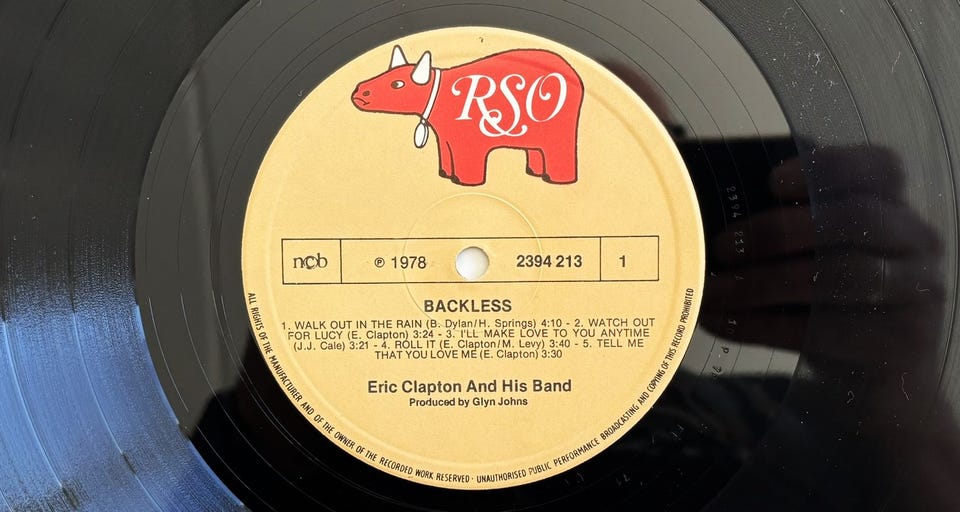 RSO
ncb
℗ 1978
2394 213
1
BACKLESS
1. WALK OUT IN THE RAIN (B. Dylan/H. Springs) 4:10 - 2. WATCH OUT
FOR LUCY (E. Clapton) 3:24 - 3. I'LL MAKE LOVE TO YOU ANYTIME
(J.J. Cale) 3:21 - 4. ROLL IT (E. Clapton/M. Levy) 3:40 - 5. TELL ME
THAT YOU LOVE ME (E. Clapton) 3:30
Eric Clapton And His Band
Produced by Glyn Johns
ALL RIGHTS OF THE MANUFACTURER AND OF THE OWNER OF THE RECORDED WORK RESERVED · UNAUTHORISED PUBLIC PERFORMANCE BROADCASTING AND COPYING OF THIS RECORD PROHIBITED
2394 213